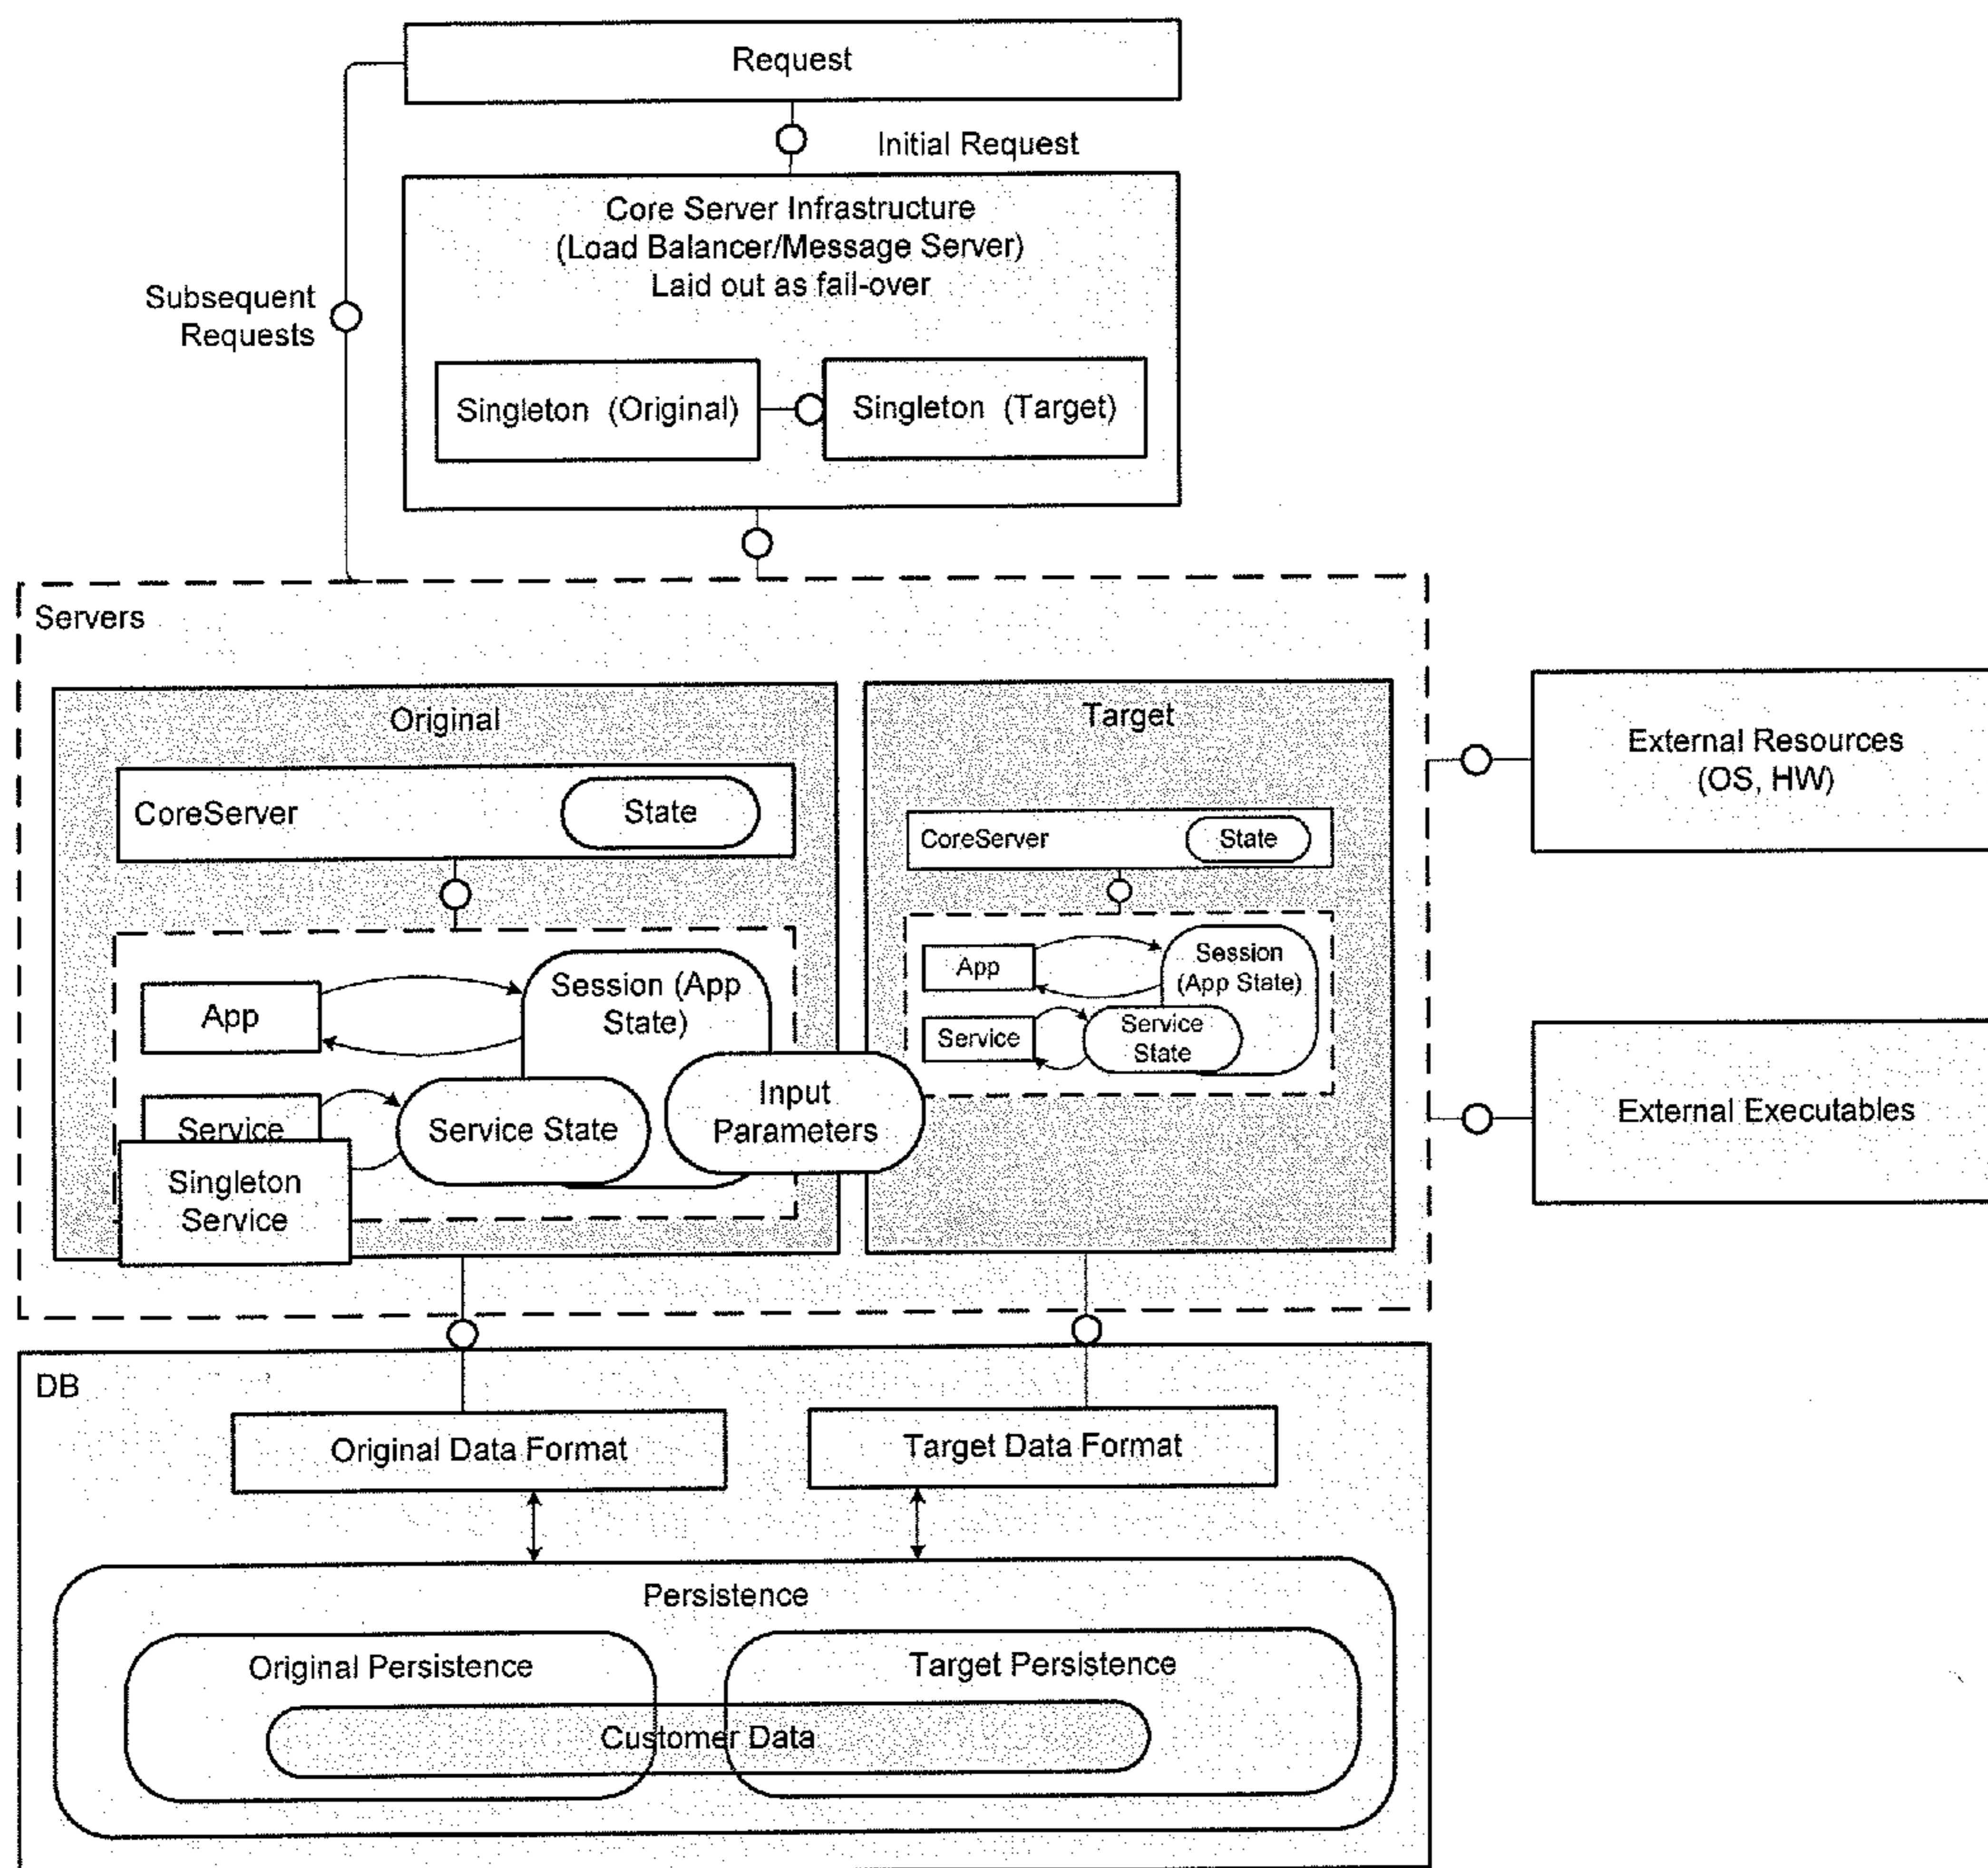 Request
Initial Request
Core Server Infrastructure
(Load Balancer/Message Server)
Laid out as fail-over
Subsequent
Requests
Singleton (Original)
Singleton (Target)
Servers
Original
CoreServer
State
App
Session (App
State)
Service
Service State
Input
Parameters
Singleton
Service
Target
CoreServer
State
App
Session
(App State)
Service
Service
State
External Resources
(OS, HW)
External Executables
DB
Original Data Format
Target Data Format
Persistence
Original Persistence
Target Persistence
Customer Data